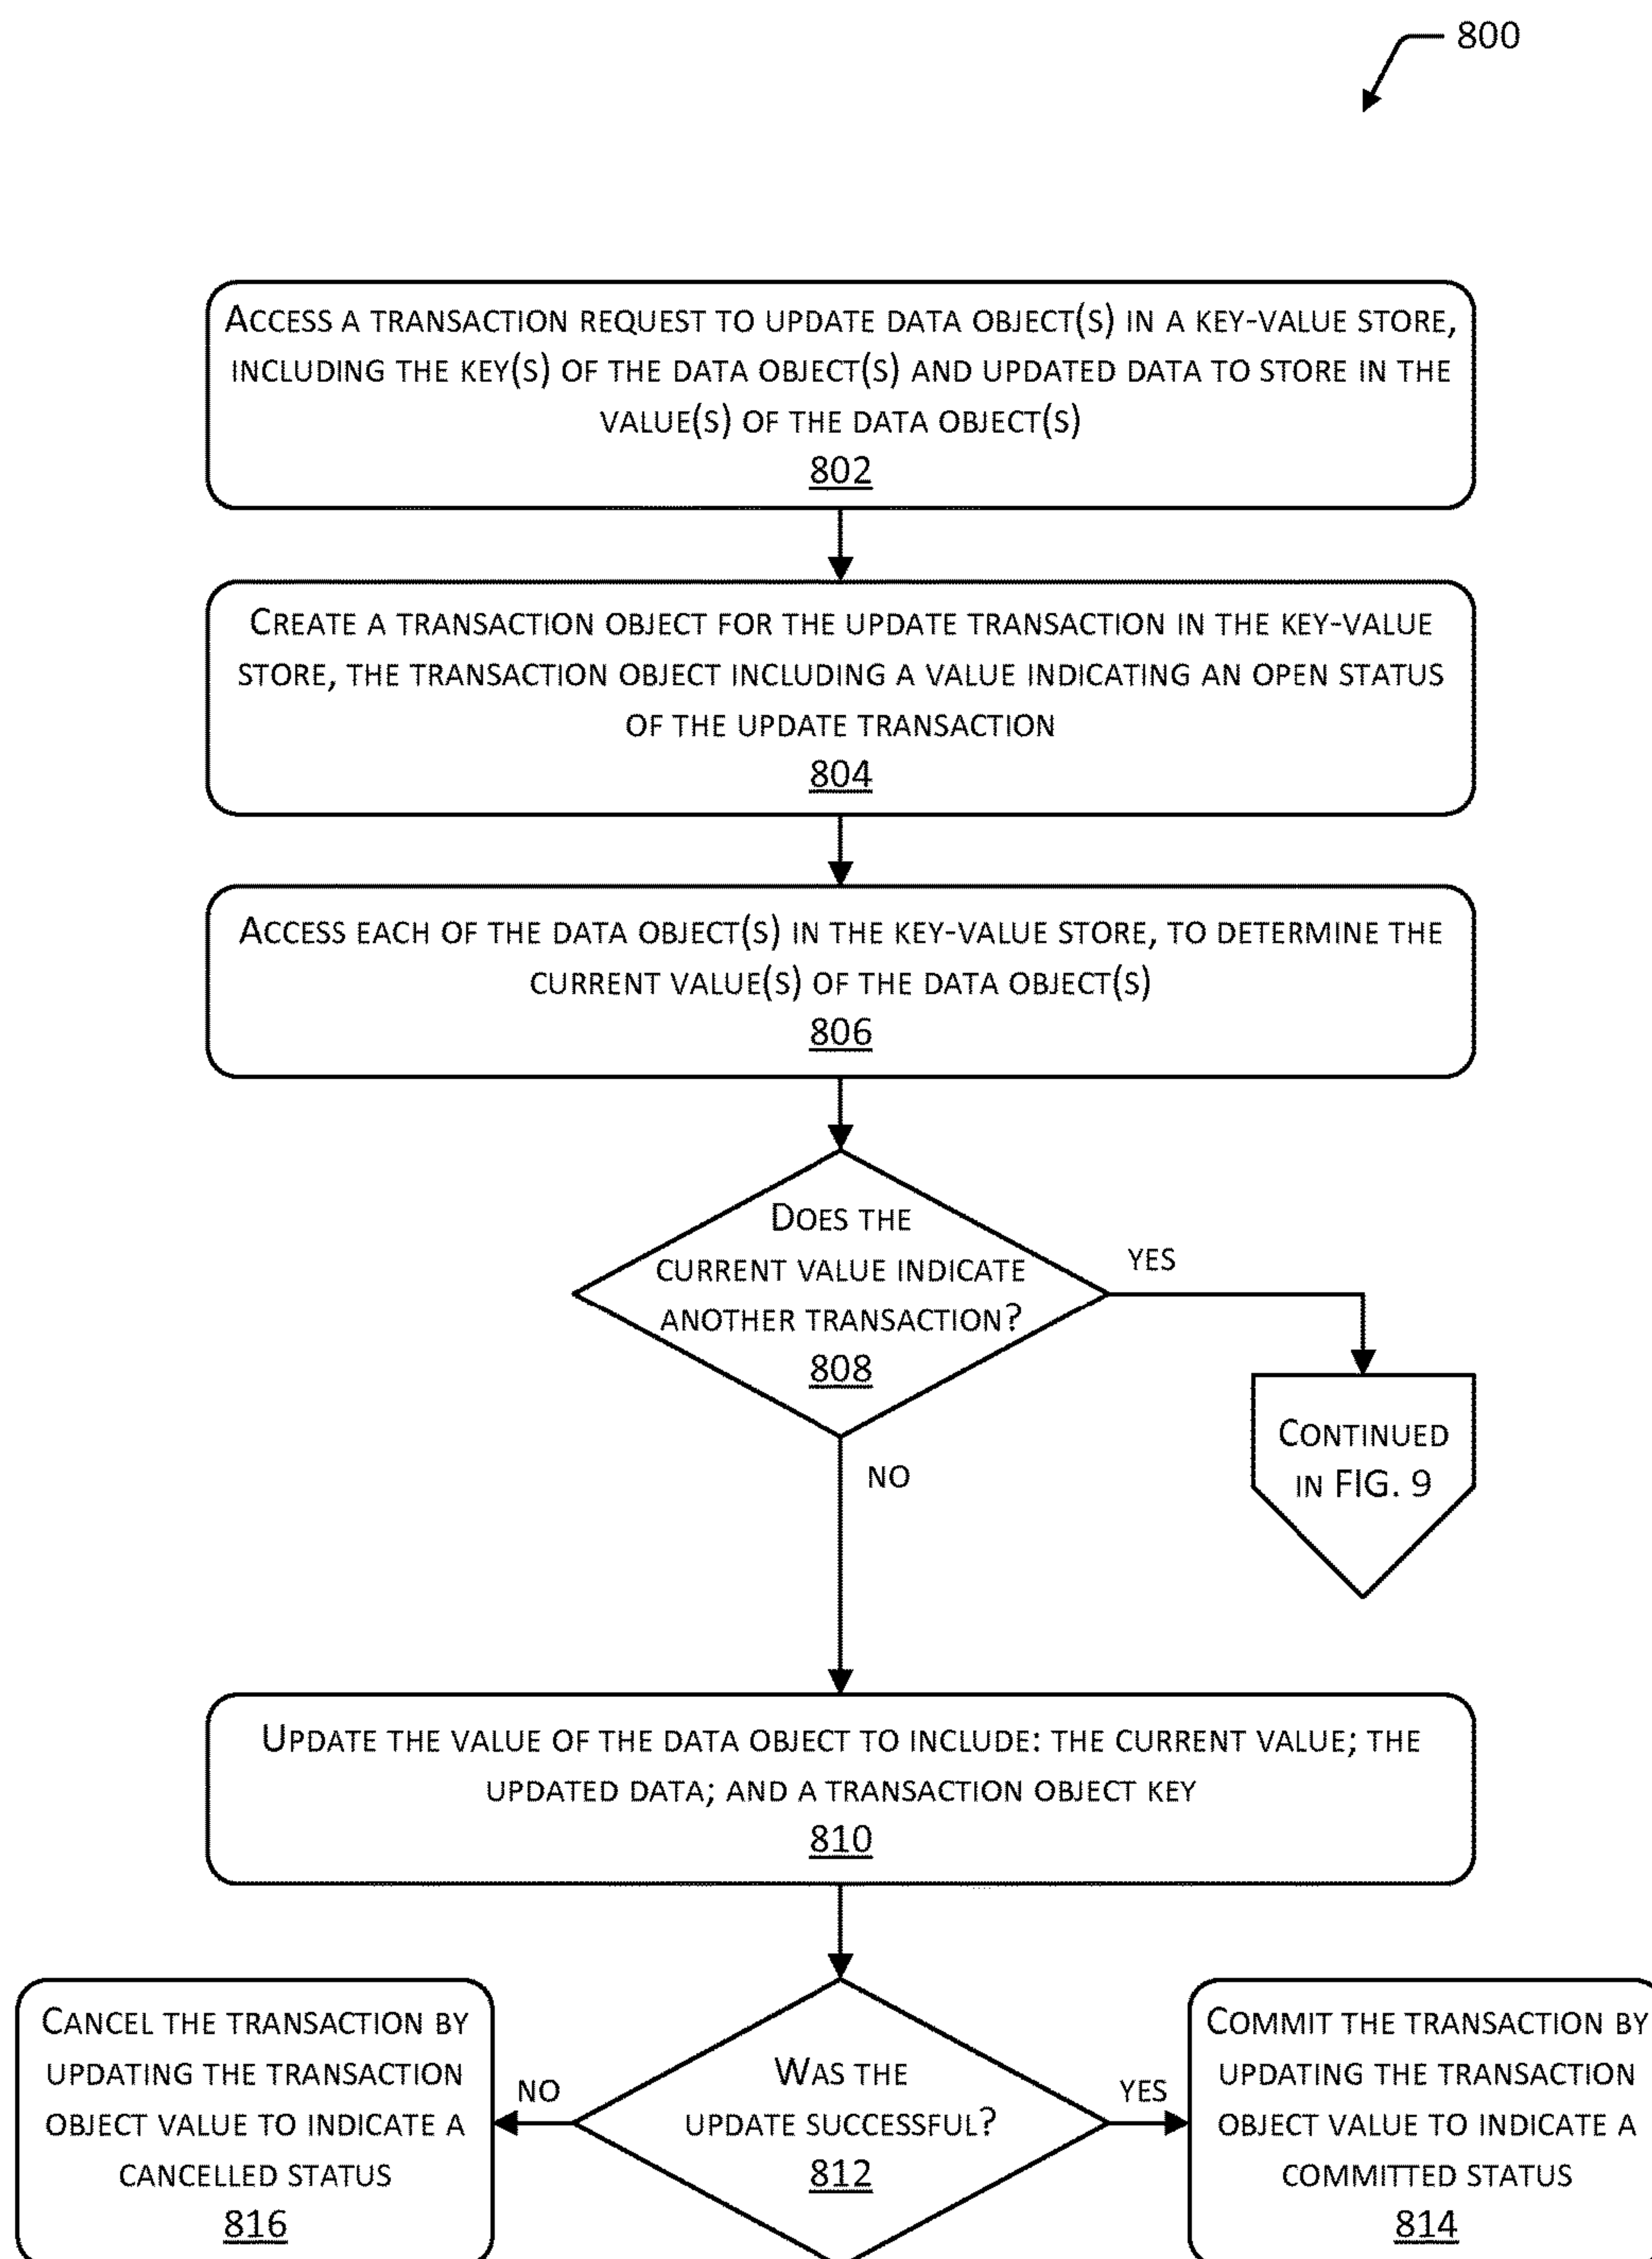 800
ACCESS A TRANSACTION REQUEST TO UPDATE DATA OBJECT(S) IN A KEY-VALUE STORE,
INCLUDING THE KEY(S) OF THE DATA OBJECT(S) AND UPDATED DATA TO STORE IN THE
VALUE(S) OF THE DATA OBJECT(S)
802
CREATE A TRANSACTION OBJECT FOR THE UPDATE TRANSACTION IN THE KEY-VALUE
STORE, THE TRANSACTION OBJECT INCLUDING A VALUE INDICATING AN OPEN STATUS
OF THE UPDATE TRANSACTION
804
ACCESS EACH OF THE DATA OBJECT(S) IN THE KEY-VALUE STORE, TO DETERMINE THE
CURRENT VALUE(S) OF THE DATA OBJECT(S)
806
DOES THE
CURRENT VALUE INDICATE
ANOTHER TRANSACTION?
808
YES
CONTINUED
IN FIG. 9
NO
UPDATE THE VALUE OF THE DATA OBJECT TO INCLUDE: THE CURRENT VALUE; THE
UPDATED DATA; AND A TRANSACTION OBJECT KEY
810
CANCEL THE TRANSACTION BY
UPDATING THE TRANSACTION
OBJECT VALUE TO INDICATE A
CANCELLED STATUS
816
NO
WAS THE
UPDATE SUCCESSFUL?
812
YES
COMMIT THE TRANSACTION BY
UPDATING THE TRANSACTION
OBJECT VALUE TO INDICATE A
COMMITTED STATUS
814